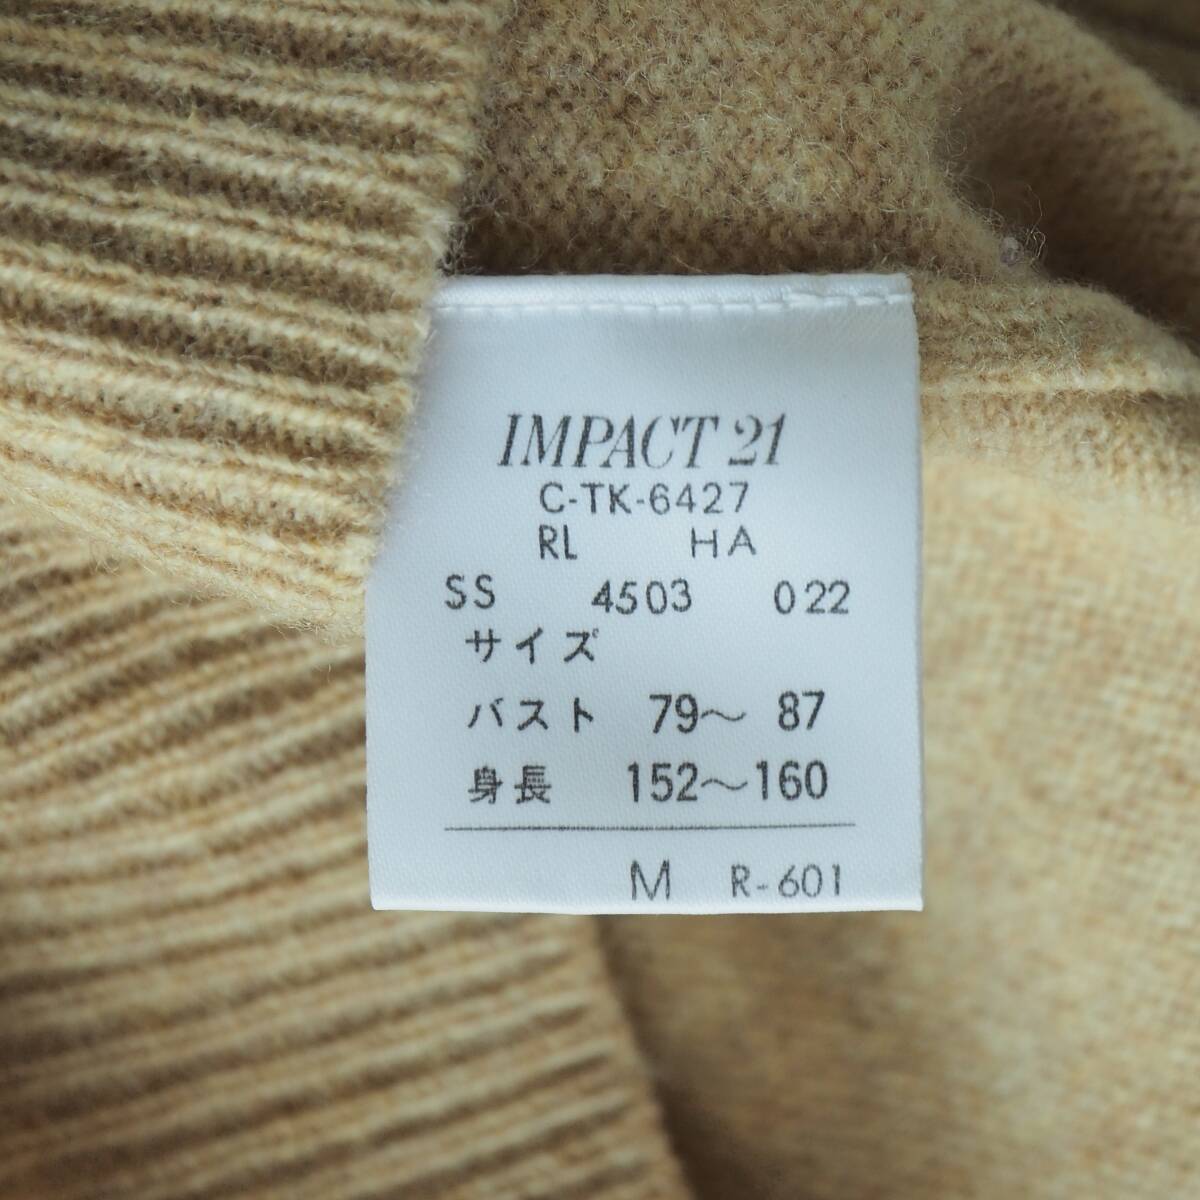 IMPACT 21
C-TK-6427
RL HA
SS 4503 022
サイズ
バスト 79〜 87
身長 152〜160
M R-601